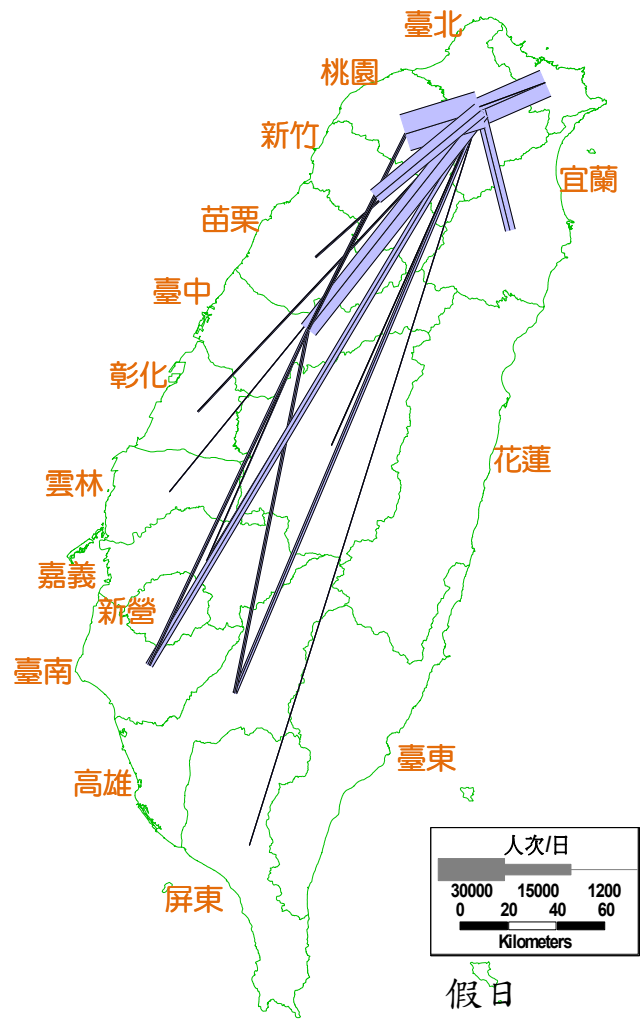 臺北
桃園
新竹
宜蘭
苗栗
臺中
彰化
花蓮
雲林
嘉義
新營
臺南
臺東
高雄
屏東
人次/日
30000 15000 1200
0 20 40 60
Kilometers
假日